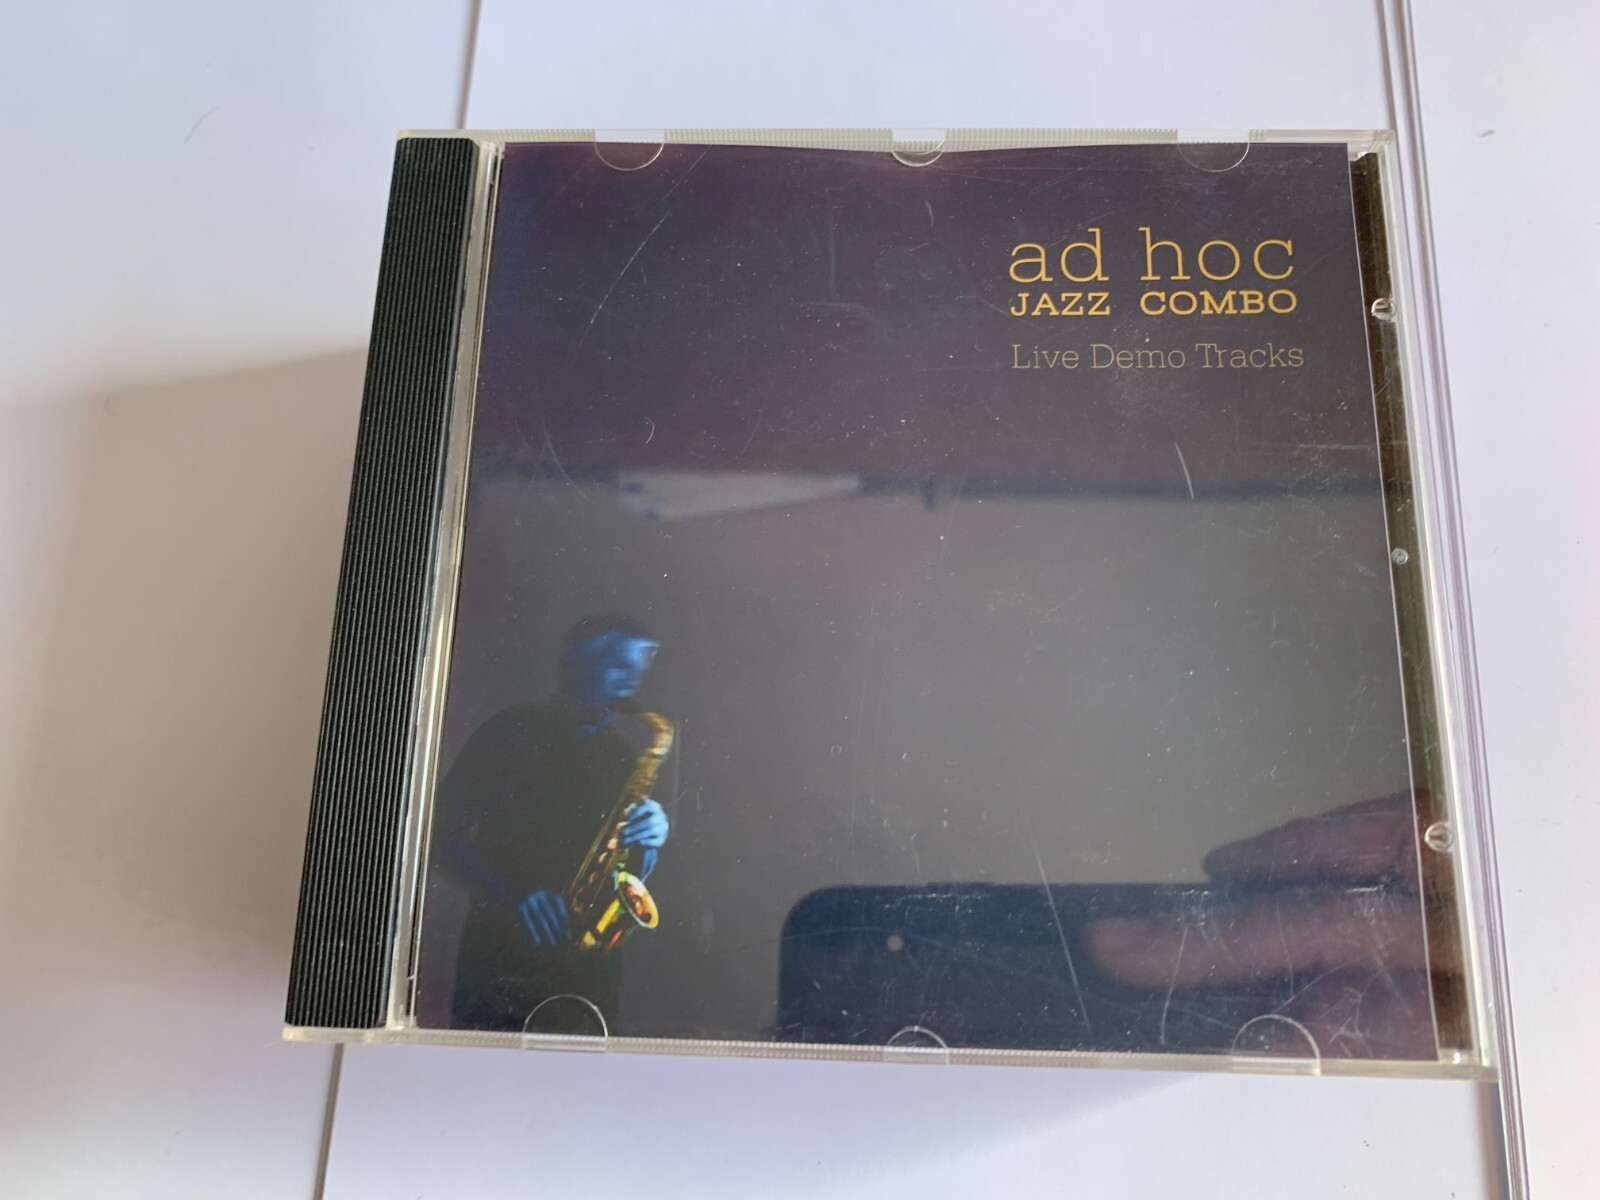 ad hoc
JAZZ COMBO
Live Demo Tracks